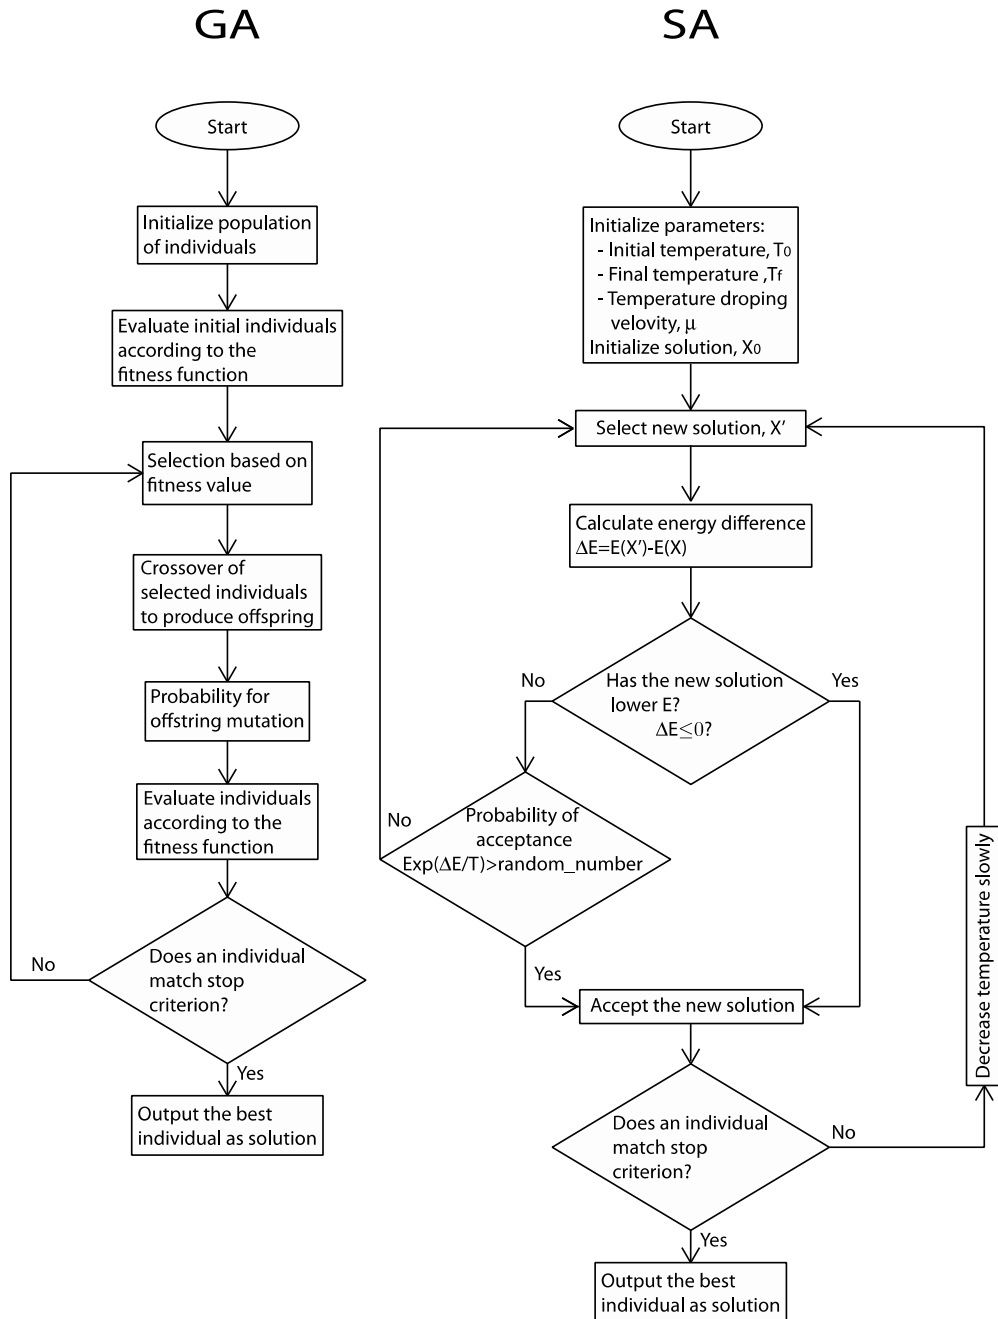 GA
Start
Initialize population
of individuals
Evaluate initial individuals
according to the
fitness function
Selection based on
fitness value
Crossover of
selected individuals
to produce offspring
Probability for
offstring mutation
Evaluate individuals
according to the
fitness function
Does an individual
match stop
criterion?
No
Yes
Output the best
individual as solution
SA
Start
Initialize parameters:
- Initial temperature, T0
- Final temperature ,Tf
- Temperature droping
velovity, μ
Initialize solution, X0
Select new solution, X'
Calculate energy difference
ΔE=E(X')-E(X)
Has the new solution
lower E?
ΔE≤0?
No
Yes
Probability of
acceptance
Exp(ΔE/T)>random_number
No
Yes
Accept the new solution
Does an individual
match stop
criterion?
No
Decrease temperature slowly
Yes
Output the best
individual as solution